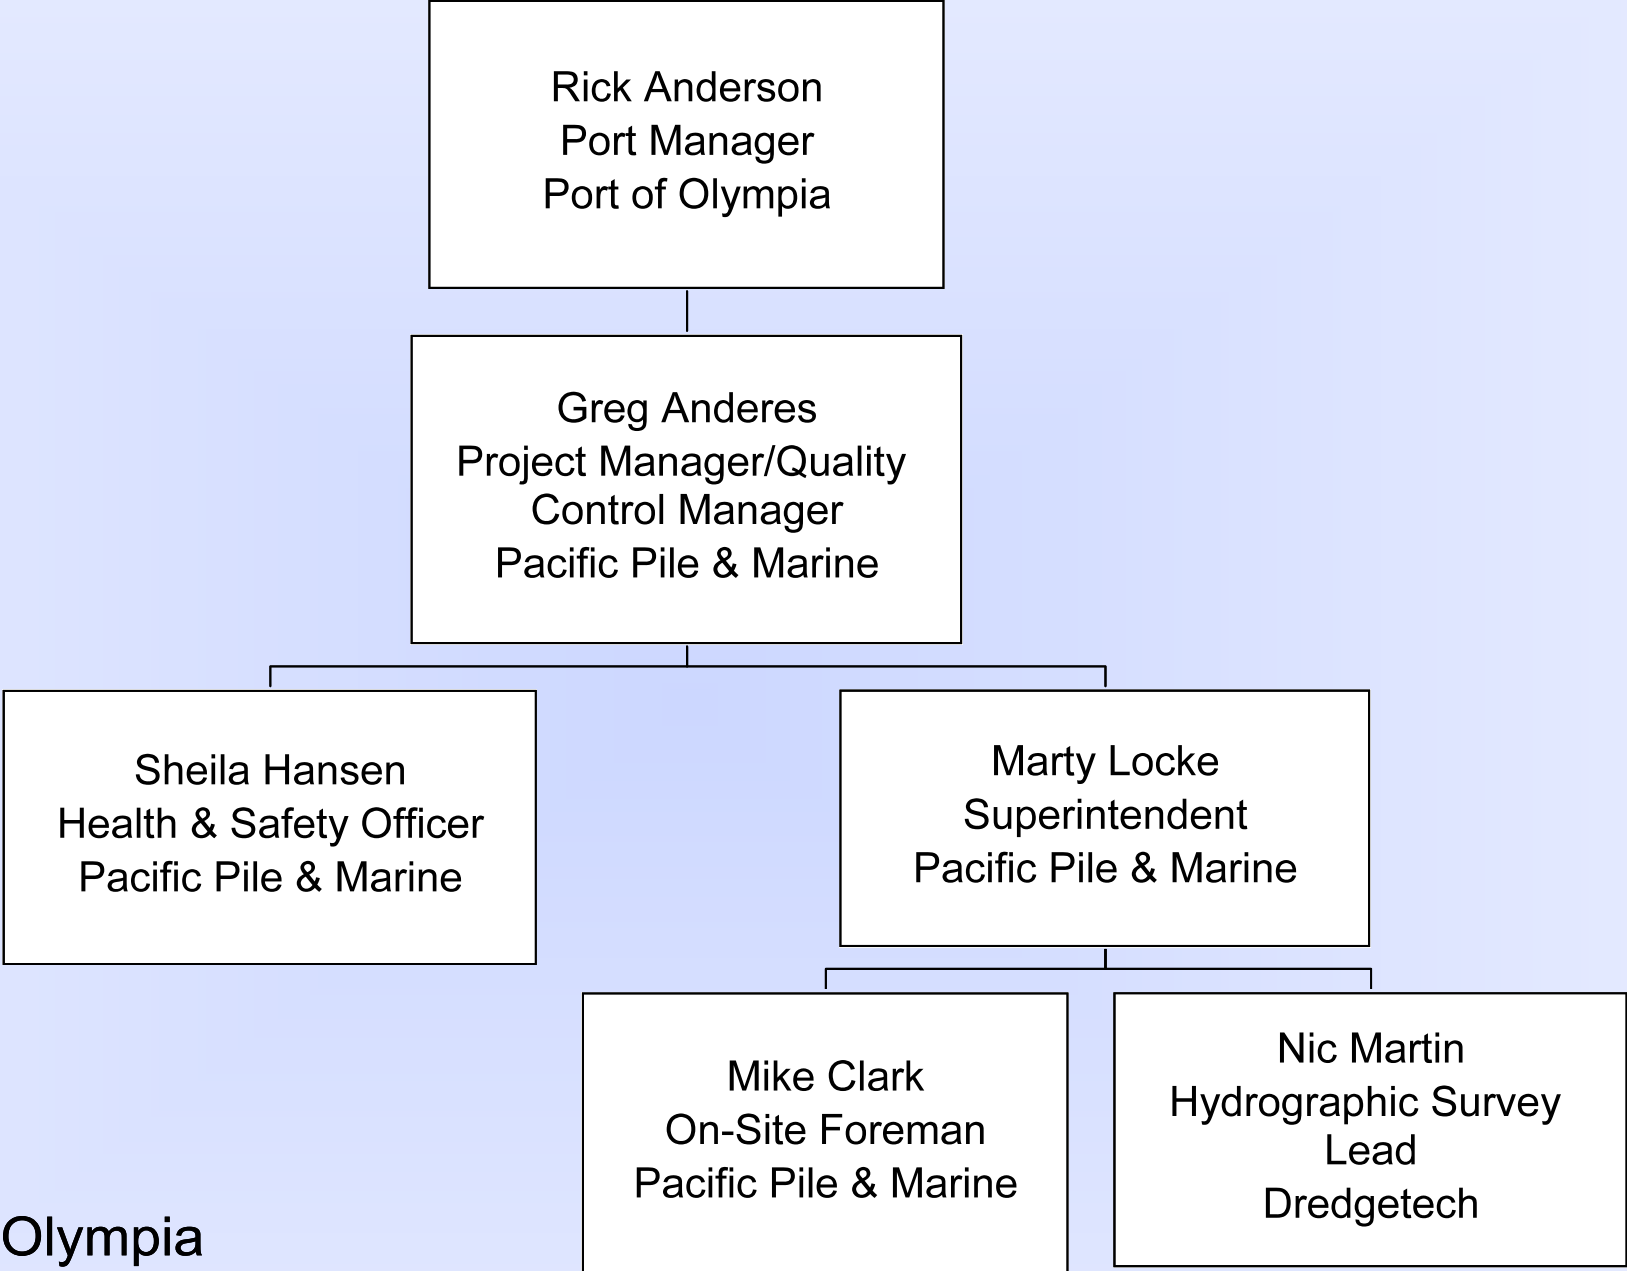 Rick Anderson
Port Manager
Port of Olympia
Greg Anderes
Project Manager/Quality
Control Manager
Pacific Pile & Marine
Sheila Hansen
Health & Safety Officer
Pacific Pile & Marine
Marty Locke
Superintendent
Pacific Pile & Marine
Mike Clark
On-Site Foreman
Pacific Pile & Marine
Nic Martin
Hydrographic Survey
Lead
Dredgetech
Olympia